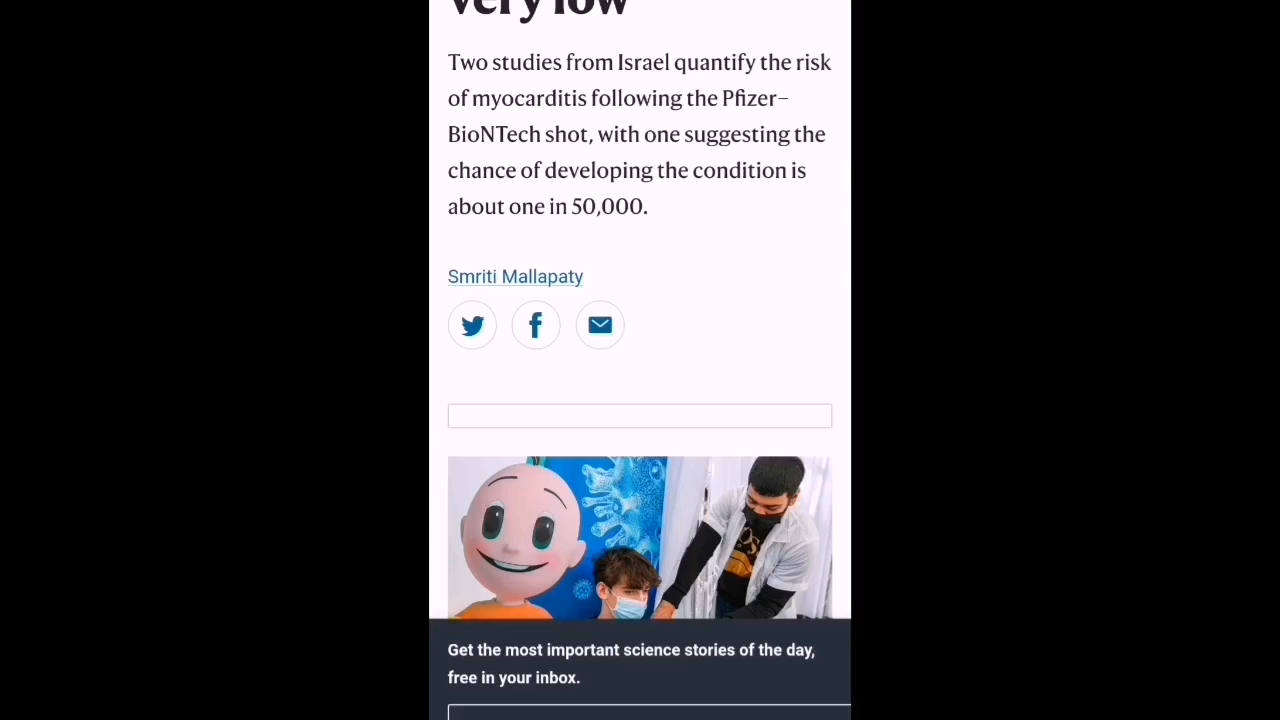 very low
Two studies from Israel quantify the risk
of myocarditis following the Pfizer–
BioNTech shot, with one suggesting the
chance of developing the condition is
about one in 50,000.
Smriti Mallapaty
Get the most important science stories of the day,
free in your inbox.